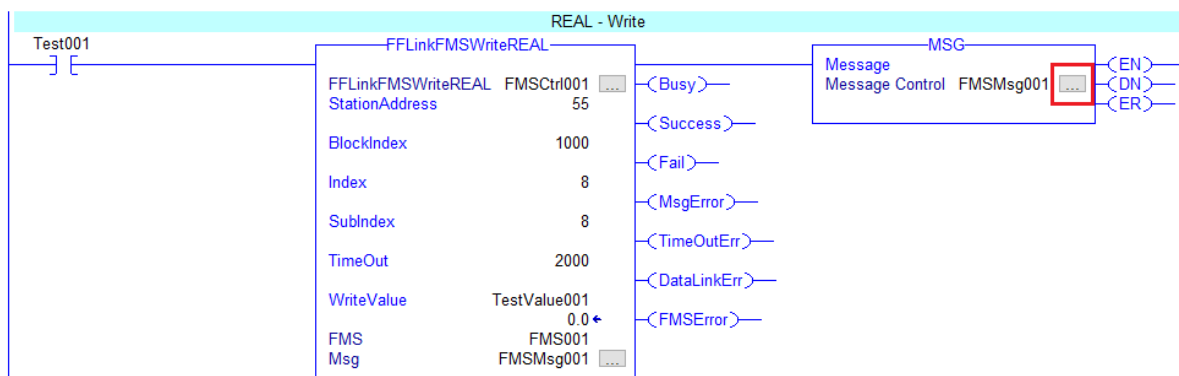 REAL - Write
Test001
FFLinkFMSWriteREAL
FFLinkFMSWriteREAL FMSCtrl001 ...
StationAddress 55
BlockIndex 1000
Index 8
SubIndex 8
TimeOut 2000
WriteValue TestValue001
0.0
FMS FMS001
Msg FMSMsg001 ...
Busy
Success
Fail
MsgError
TimeOutErr
DataLinkErr
FMSError
MSG
Message
Message Control FMSMsg001 ...
EN
DN
ER